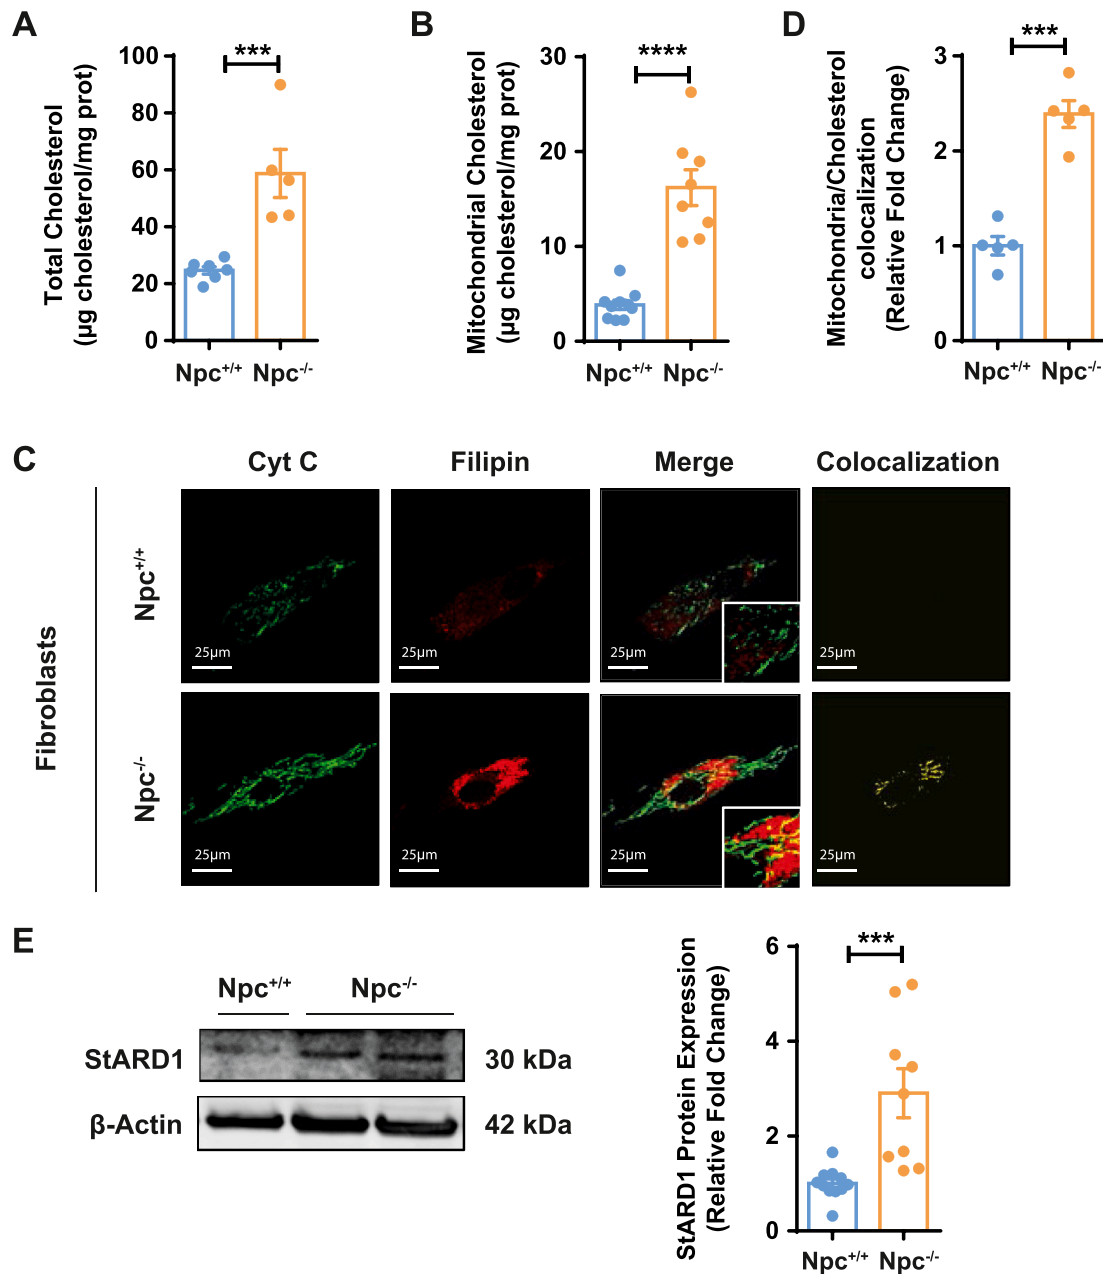 A
Total Cholesterol
(µg cholesterol/mg prot)
100
80
60
40
20
0
***
Npc+/+ Npc-/-
B
Mitochondrial Cholesterol
(µg cholesterol/mg prot)
30
20
10
0
****
Npc+/+ Npc-/-
D
Mitochondria/Cholesterol
colocalization
(Relative Fold Change)
3
2
1
0
***
Npc+/+ Npc-/-
C
Cyt C Filipin Merge Colocalization
Fibroblasts
Npc+/+
25µm 25µm 25µm 25µm
Npc-/-
25µm 25µm 25µm 25µm
E
Npc+/+ Npc-/-
StARD1 30 kDa
β-Actin 42 kDa
StARD1 Protein Expression
(Relative Fold Change)
6
4
2
0
***
Npc+/+ Npc-/-